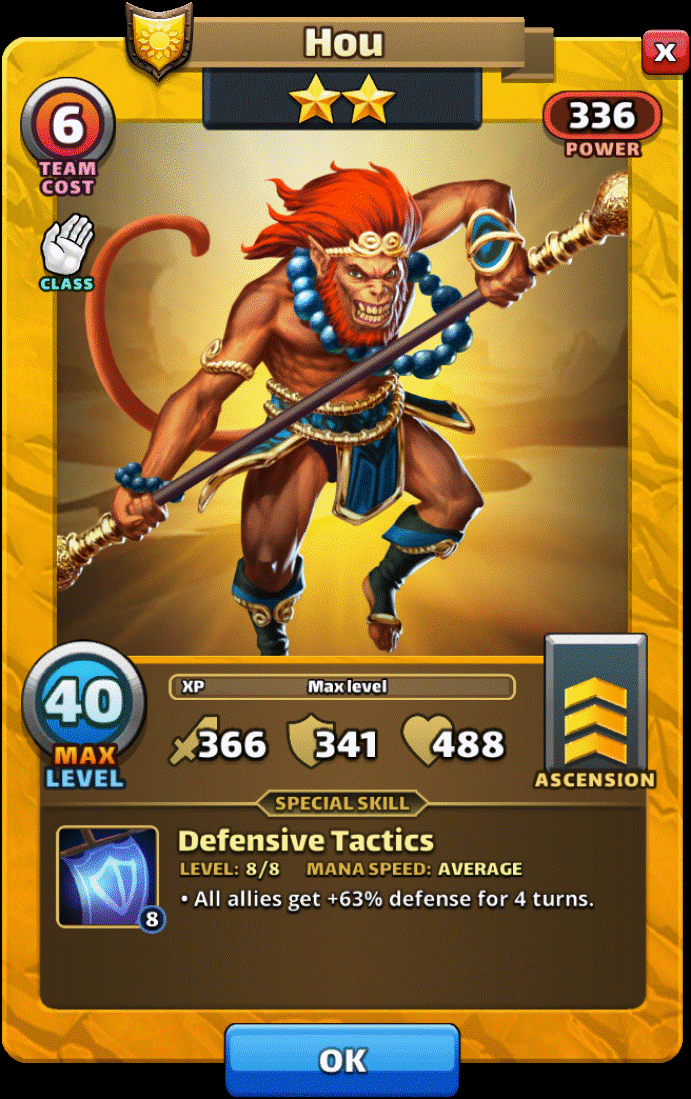 Hou
X
6
TEAM
COST
336
POWER
CLASS
40
MAX
LEVEL
XP Max level
366 341 488
ASCENSION
SPECIAL SKILL
Defensive Tactics
LEVEL: 8/8 MANA SPEED: AVERAGE
• All allies get +63% defense for 4 turns.
8
OK